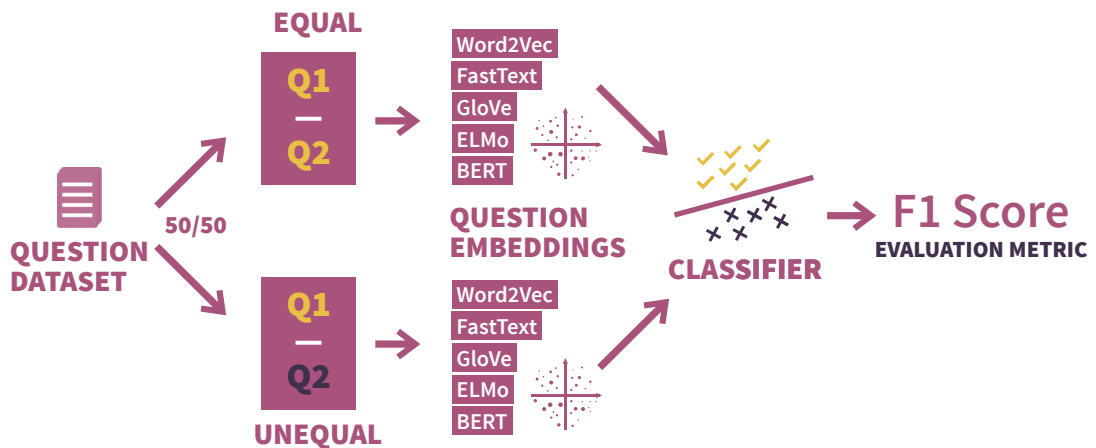 EQUAL
Q1
Q2
Word2Vec
FastText
GloVe
ELMo
BERT
50/50
QUESTION
DATASET
QUESTION
EMBEDDINGS
CLASSIFIER
F1 Score
EVALUATION METRIC
Q1
Q2
UNEQUAL
Word2Vec
FastText
GloVe
ELMo
BERT